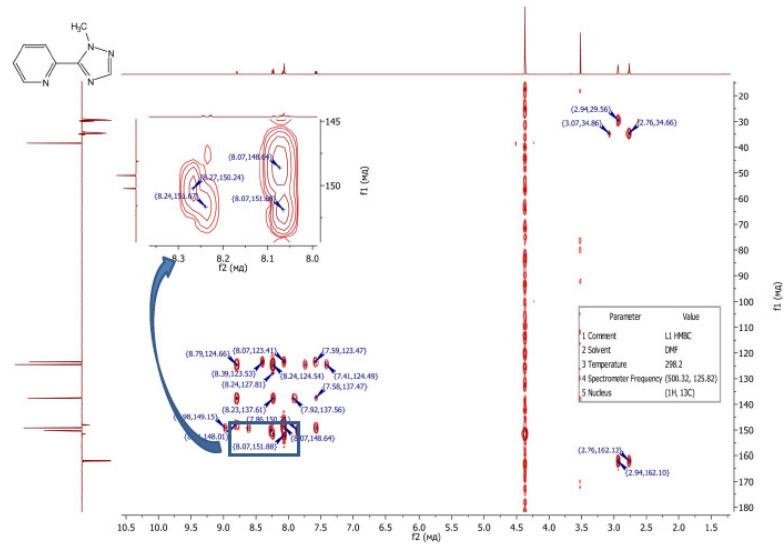 CH₃
N
N
N
N
145
150
f1 (мд)
{8.27,150.24}
{8.24,151.67}
{8.07,148.64}
{8.07,151.88}
8.3 8.2 8.1 8.0
f2 (мд)
{2.94,29.56}
{3.07,34.86}
{2.76,34.66}
{8.79,124.66}
{8.07,123.41}
{7.59,123.47}
{8.39,123.53}
{8.24,124.54}
{7.41,124.49}
{8.24,127.81}
{7.58,137.47}
{8.23,137.61}
{7.92,137.56}
{8.07,148.64}
{8.07,151.88}
{2.76,162.12}
{2.94,162.10}
Parameter Value
1 Comment L1 HMBC
2 Solvent DMF
3 Temperature 298.2
4 Spectrometer Frequency (500.32, 125.82)
5 Nucleus (1H, 13C)
20
30
40
50
60
70
80
90
100
110
120
130
140
150
160
170
180
f1 (мд)
10.5 10.0 9.5 9.0 8.5 8.0 7.5 7.0 6.5 6.0 5.5 5.0 4.5 4.0 3.5 3.0 2.5 2.0 1.5
f2 (мд)